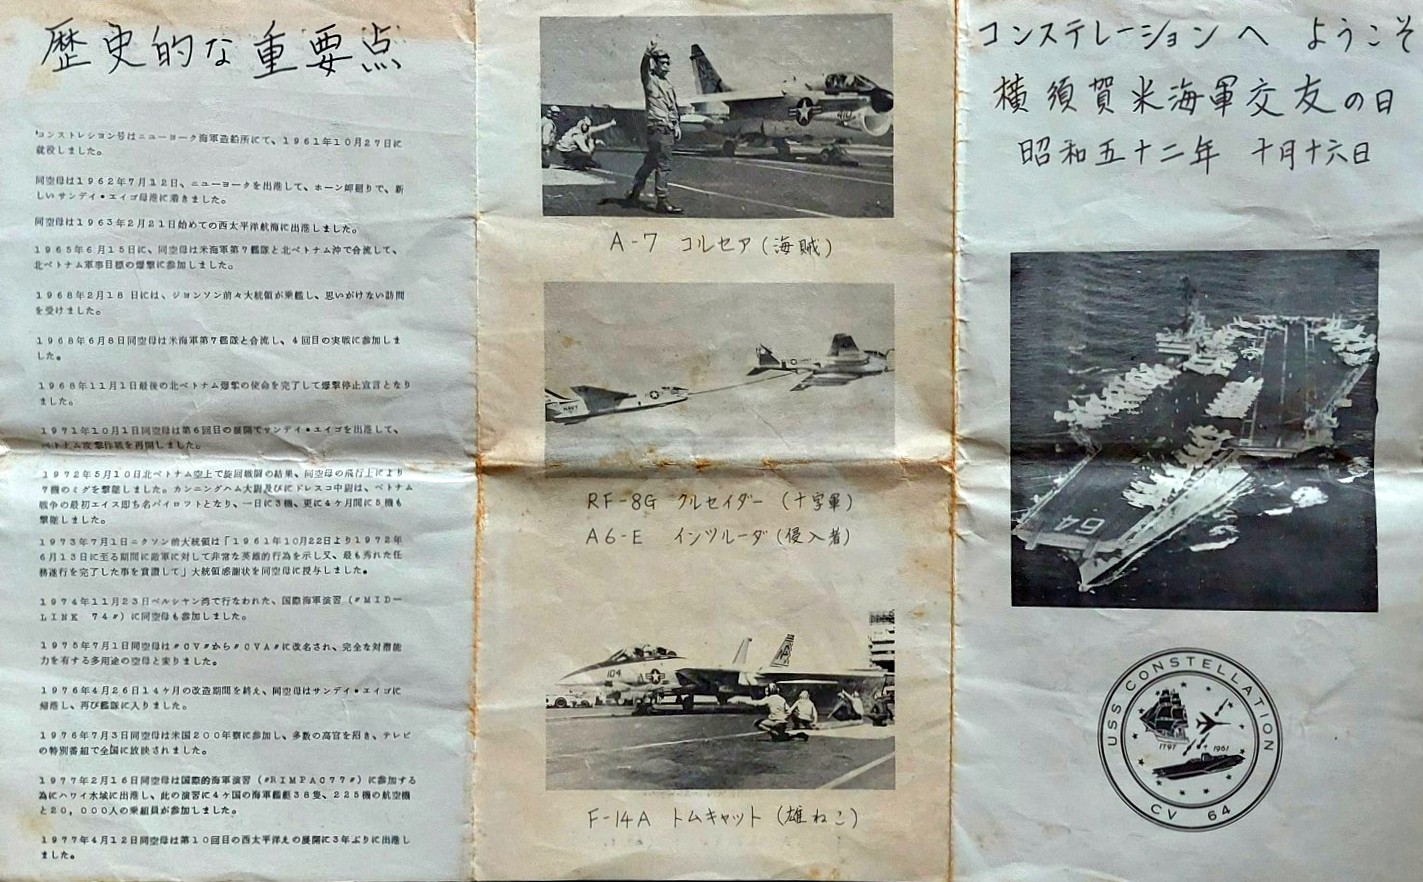 歴史的な重要点
'コンストレション号はニューヨーク海軍造船所にて、1961年10月27日に
就役しました。
同空母は1962年7月12日、ニューヨークを出港して、ホーン岬廻りで、新
しいサンデイ・エイゴ母港に着きました。
同空母は1963年2月21日始めての西太平洋航海に出港しました。
1965年6月15日に、同空母は米海軍第7艦隊と北ベトナム沖で合流して、
北ベトナム軍事目標の爆撃に参加しました。
1968年2月18日には、ジョンソン前々大統領が乗艦し、思いがけない訪問
を受けました。
1968年6月8日同空母は米海軍第7艦隊と合流し、4回目の実戦に参加しま
した。
1968年11月1日最後の北ベトナム爆撃の使命を完了して爆撃停止宣言となり
ました。
1971年10月1日同空母は第6回目の展開でサンデイ・エイゴを出港して、
ベトナム攻撃作戦を再開しました。
1972年5月10日北ベトナム空上で旋回戦闘の結果、同空母の飛行士により
7機のミグを撃墜しました。カンニングハム大尉及びにドレスコ中尉は、ベトナム
戦争の最初エイス即ち名パイロツトとなり、一日に3機、更に4ケ月間に5機も
撃墜しました。
1973年7月1日ニクソン前大統領は「1961年10月22日より1972年
6月13日に至る期間に敵軍に対して非常な英雄的行為を示し又、最も秀れた任
務遂行を完了した事を賞讃して」大統領感謝状を同空母に授与しました。
1974年11月23日ペルシヤン湾で行なわれた、国際海軍演習(〃MID－
LINK 74〃)に同空母も参加しました。
1975年7月1日同空母は〃CV〃から〃CVA〃に改名され、完全な対潜能
力を有する多用途の空母と変りました。
1976年4月26日14ケ月の改造期間を終え、同空母はサンデイ・エイゴに
帰港し、再び艦隊に入りました。
1976年7月3日同空母は米国200年祭に参加し、多数の高官を招き、テレビ
の特別番組で全国に放映されました。
1977年2月16日同空母は国際的海軍演習(〃RIMPAC77〃)に参加する
為にハワイ水域に出港し、此の演習に4ケ国の海軍艦艇38隻、225機の航空機
と20,000人の乗組員が参加しました。
1977年4月12日同空母は第10回目の西太平洋えの展開に3年ぶりに出港し
ました。
A-7 コルセア(海賊)
NAVY
RF-8G クルセイダー (十字軍)
A6-E インツルーダ(侵入者)
104
F-14A トムキャット (雄ねこ)
コンステレーション へ ようこそ
横須賀米海軍交友の日
昭和五十二年 十月十六日
64
USS CONSTELLATION
1797
1961
CV 64